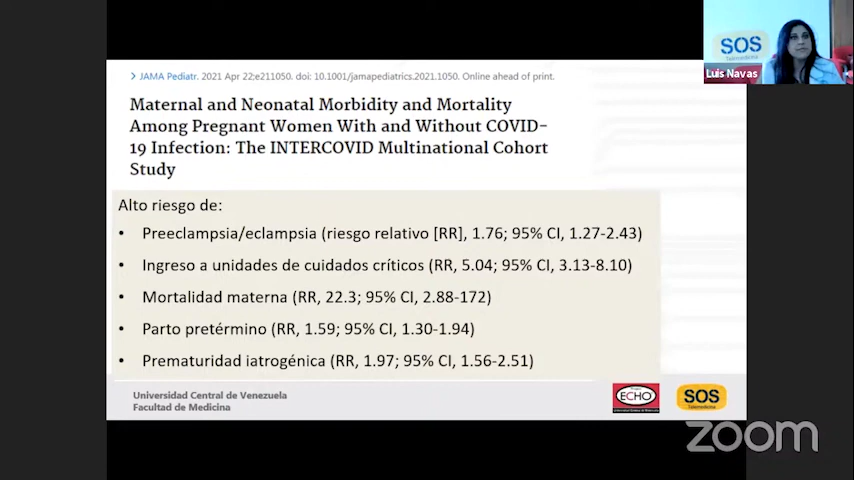 SOS
Telemedicina
Luis Navas
JAMA Pediatr. 2021 Apr 22;e211050. doi: 10.1001/jamapediatrics.2021.1050. Online ahead of print.
Maternal and Neonatal Morbidity and Mortality
Among Pregnant Women With and Without COVID-
19 Infection: The INTERCOVID Multinational Cohort
Study
Alto riesgo de:
• Preeclampsia/eclampsia (riesgo relativo [RR], 1.76; 95% CI, 1.27-2.43)
• Ingreso a unidades de cuidados críticos (RR, 5.04; 95% CI, 3.13-8.10)
• Mortalidad materna (RR, 22.3; 95% CI, 2.88-172)
• Parto pretérmino (RR, 1.59; 95% CI, 1.30-1.94)
• Prematuridad iatrogénica (RR, 1.97; 95% CI, 1.56-2.51)
Universidad Central de Venezuela
Facultad de Medicina
ECHO
SOS
Telemedicina
zoom